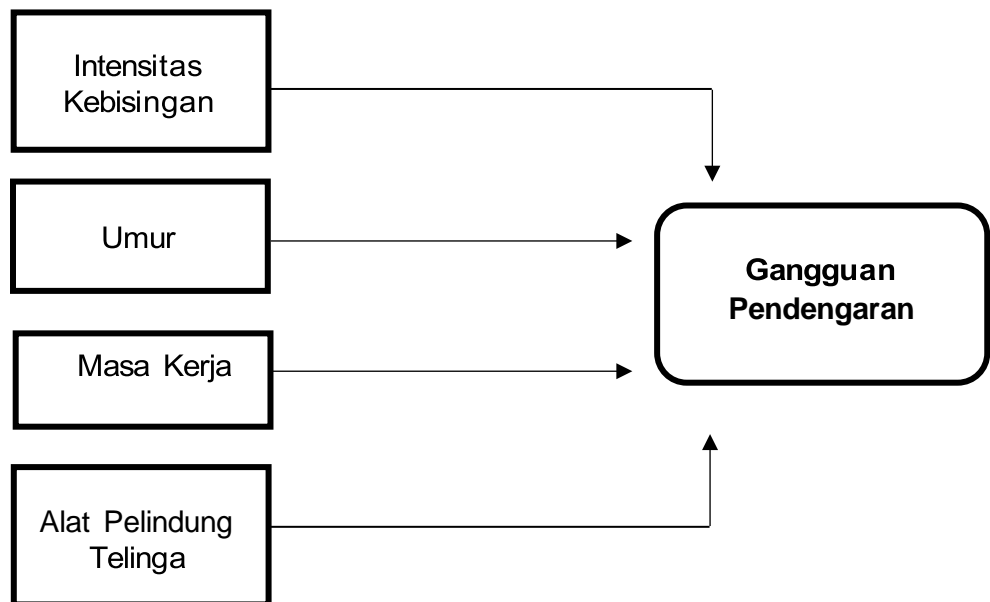 Intensitas
Kebisingan
Umur
Masa Kerja
Alat Pelindung
Telinga
Gangguan
Pendengaran